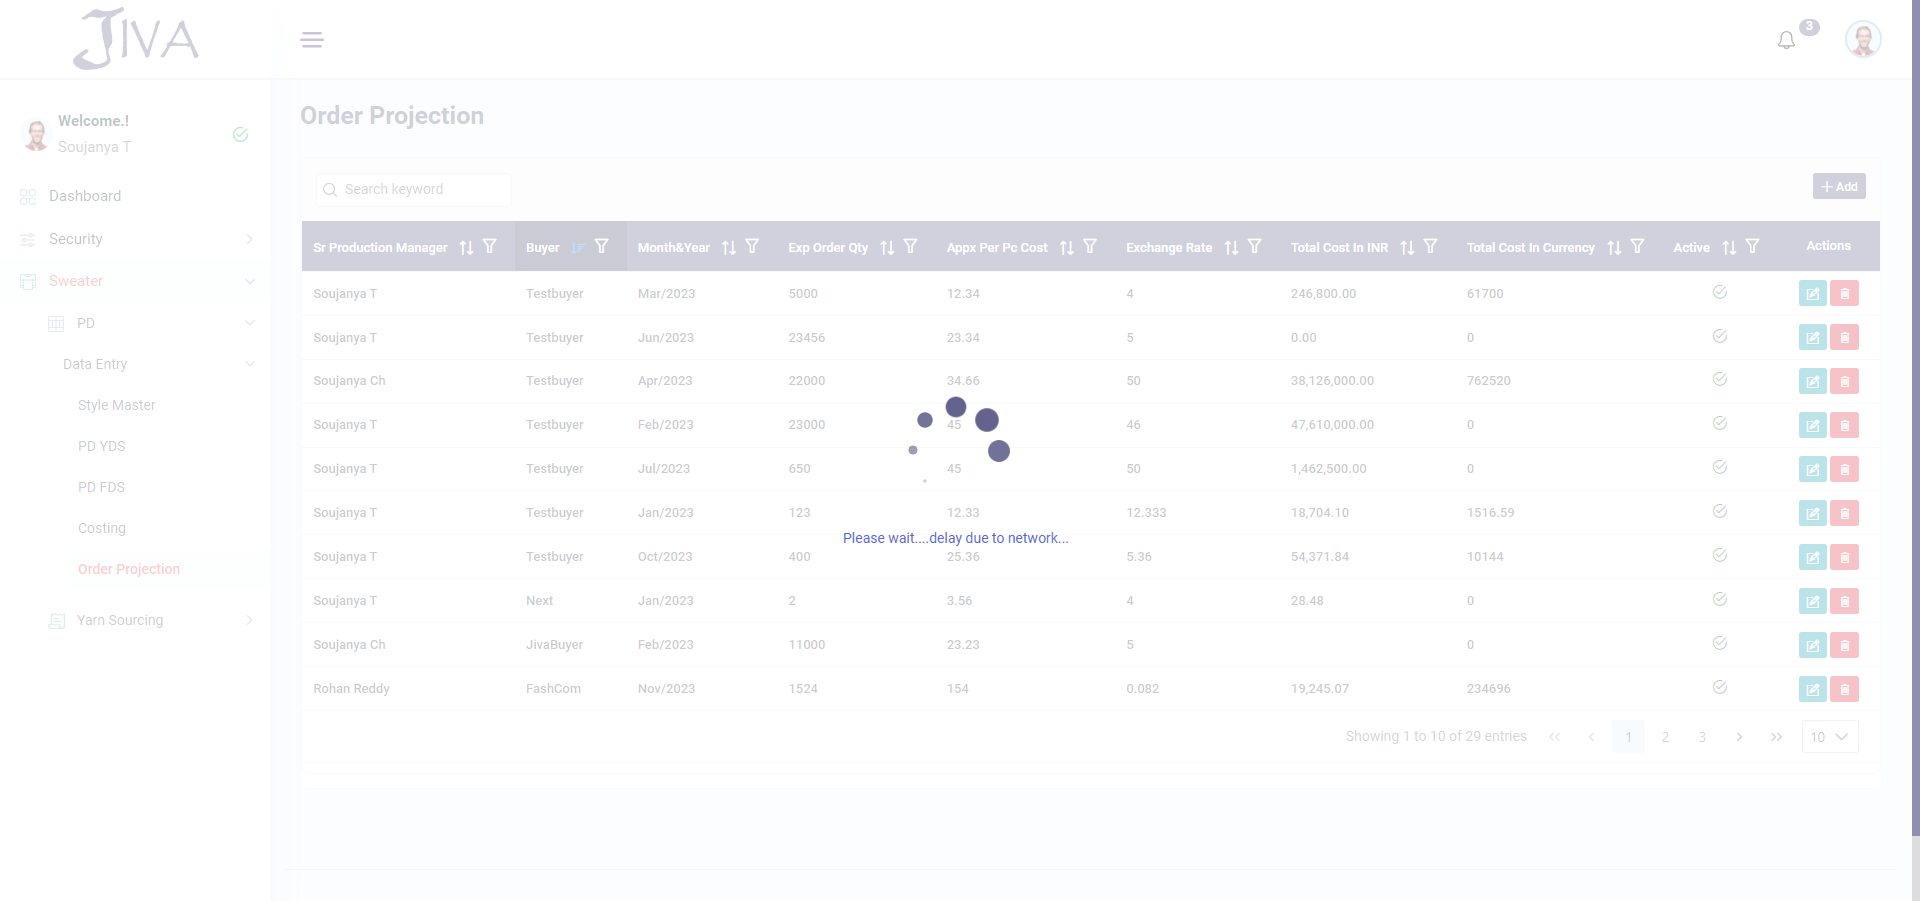 JIVA
3
Welcome.!
Soujanya T
Dashboard
Security
Sweater
PD
Data Entry
Style Master
PD YDS
PD FDS
Costing
Order Projection
Yarn Sourcing
Order Projection
Search keyword
Add
Sr Production Manager Buyer Month&Year Exp Order Qty Appx Per Pc Cost Exchange Rate Total Cost In INR Total Cost In Currency Active Actions
Soujanya T Testbuyer Mar/2023 5000 12.34 4 246,800.00 61700
Soujanya T Testbuyer Jun/2023 23456 23.34 5 0.00 0
Soujanya Ch Testbuyer Apr/2023 22000 34.66 50 38,126,000.00 762520
Soujanya T Testbuyer Feb/2023 23000 45 46 47,610,000.00 0
Soujanya T Testbuyer Jul/2023 650 45 50 1,462,500.00 0
Soujanya T Testbuyer Jan/2023 123 12.33 12.333 18,704.10 1516.59
Please wait....delay due to network...
Soujanya T Testbuyer Oct/2023 400 25.36 5.36 54,371.84 10144
Soujanya T Next Jan/2023 2 3.56 4 28.48 0
Soujanya Ch JivaBuyer Feb/2023 11000 23.23 5 0
Rohan Reddy FashCom Nov/2023 1524 154 0.082 19,245.07 234696
Showing 1 to 10 of 29 entries 1 2 3 10